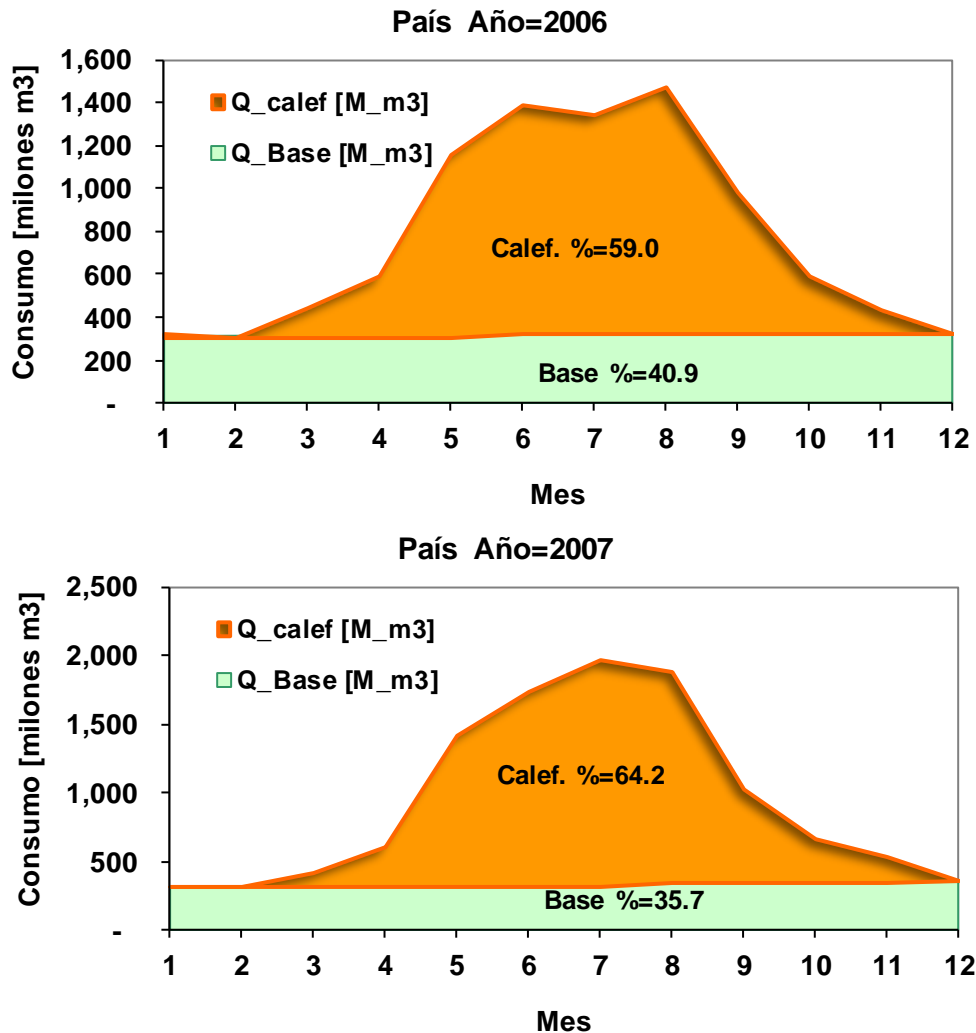 País Año=2006
Consumo [milones m3]
1,600
1,400
1,200
1,000
800
600
400
200
-
Q_calef [M_m3]
Q_Base [M_m3]
Calef. %=59.0
Base %=40.9
1 2 3 4 5 6 7 8 9 10 11 12
Mes
País Año=2007
Consumo [milones m3]
2,500
2,000
1,500
1,000
500
-
Q_calef [M_m3]
Q_Base [M_m3]
Calef. %=64.2
Base %=35.7
1 2 3 4 5 6 7 8 9 10 11 12
Mes